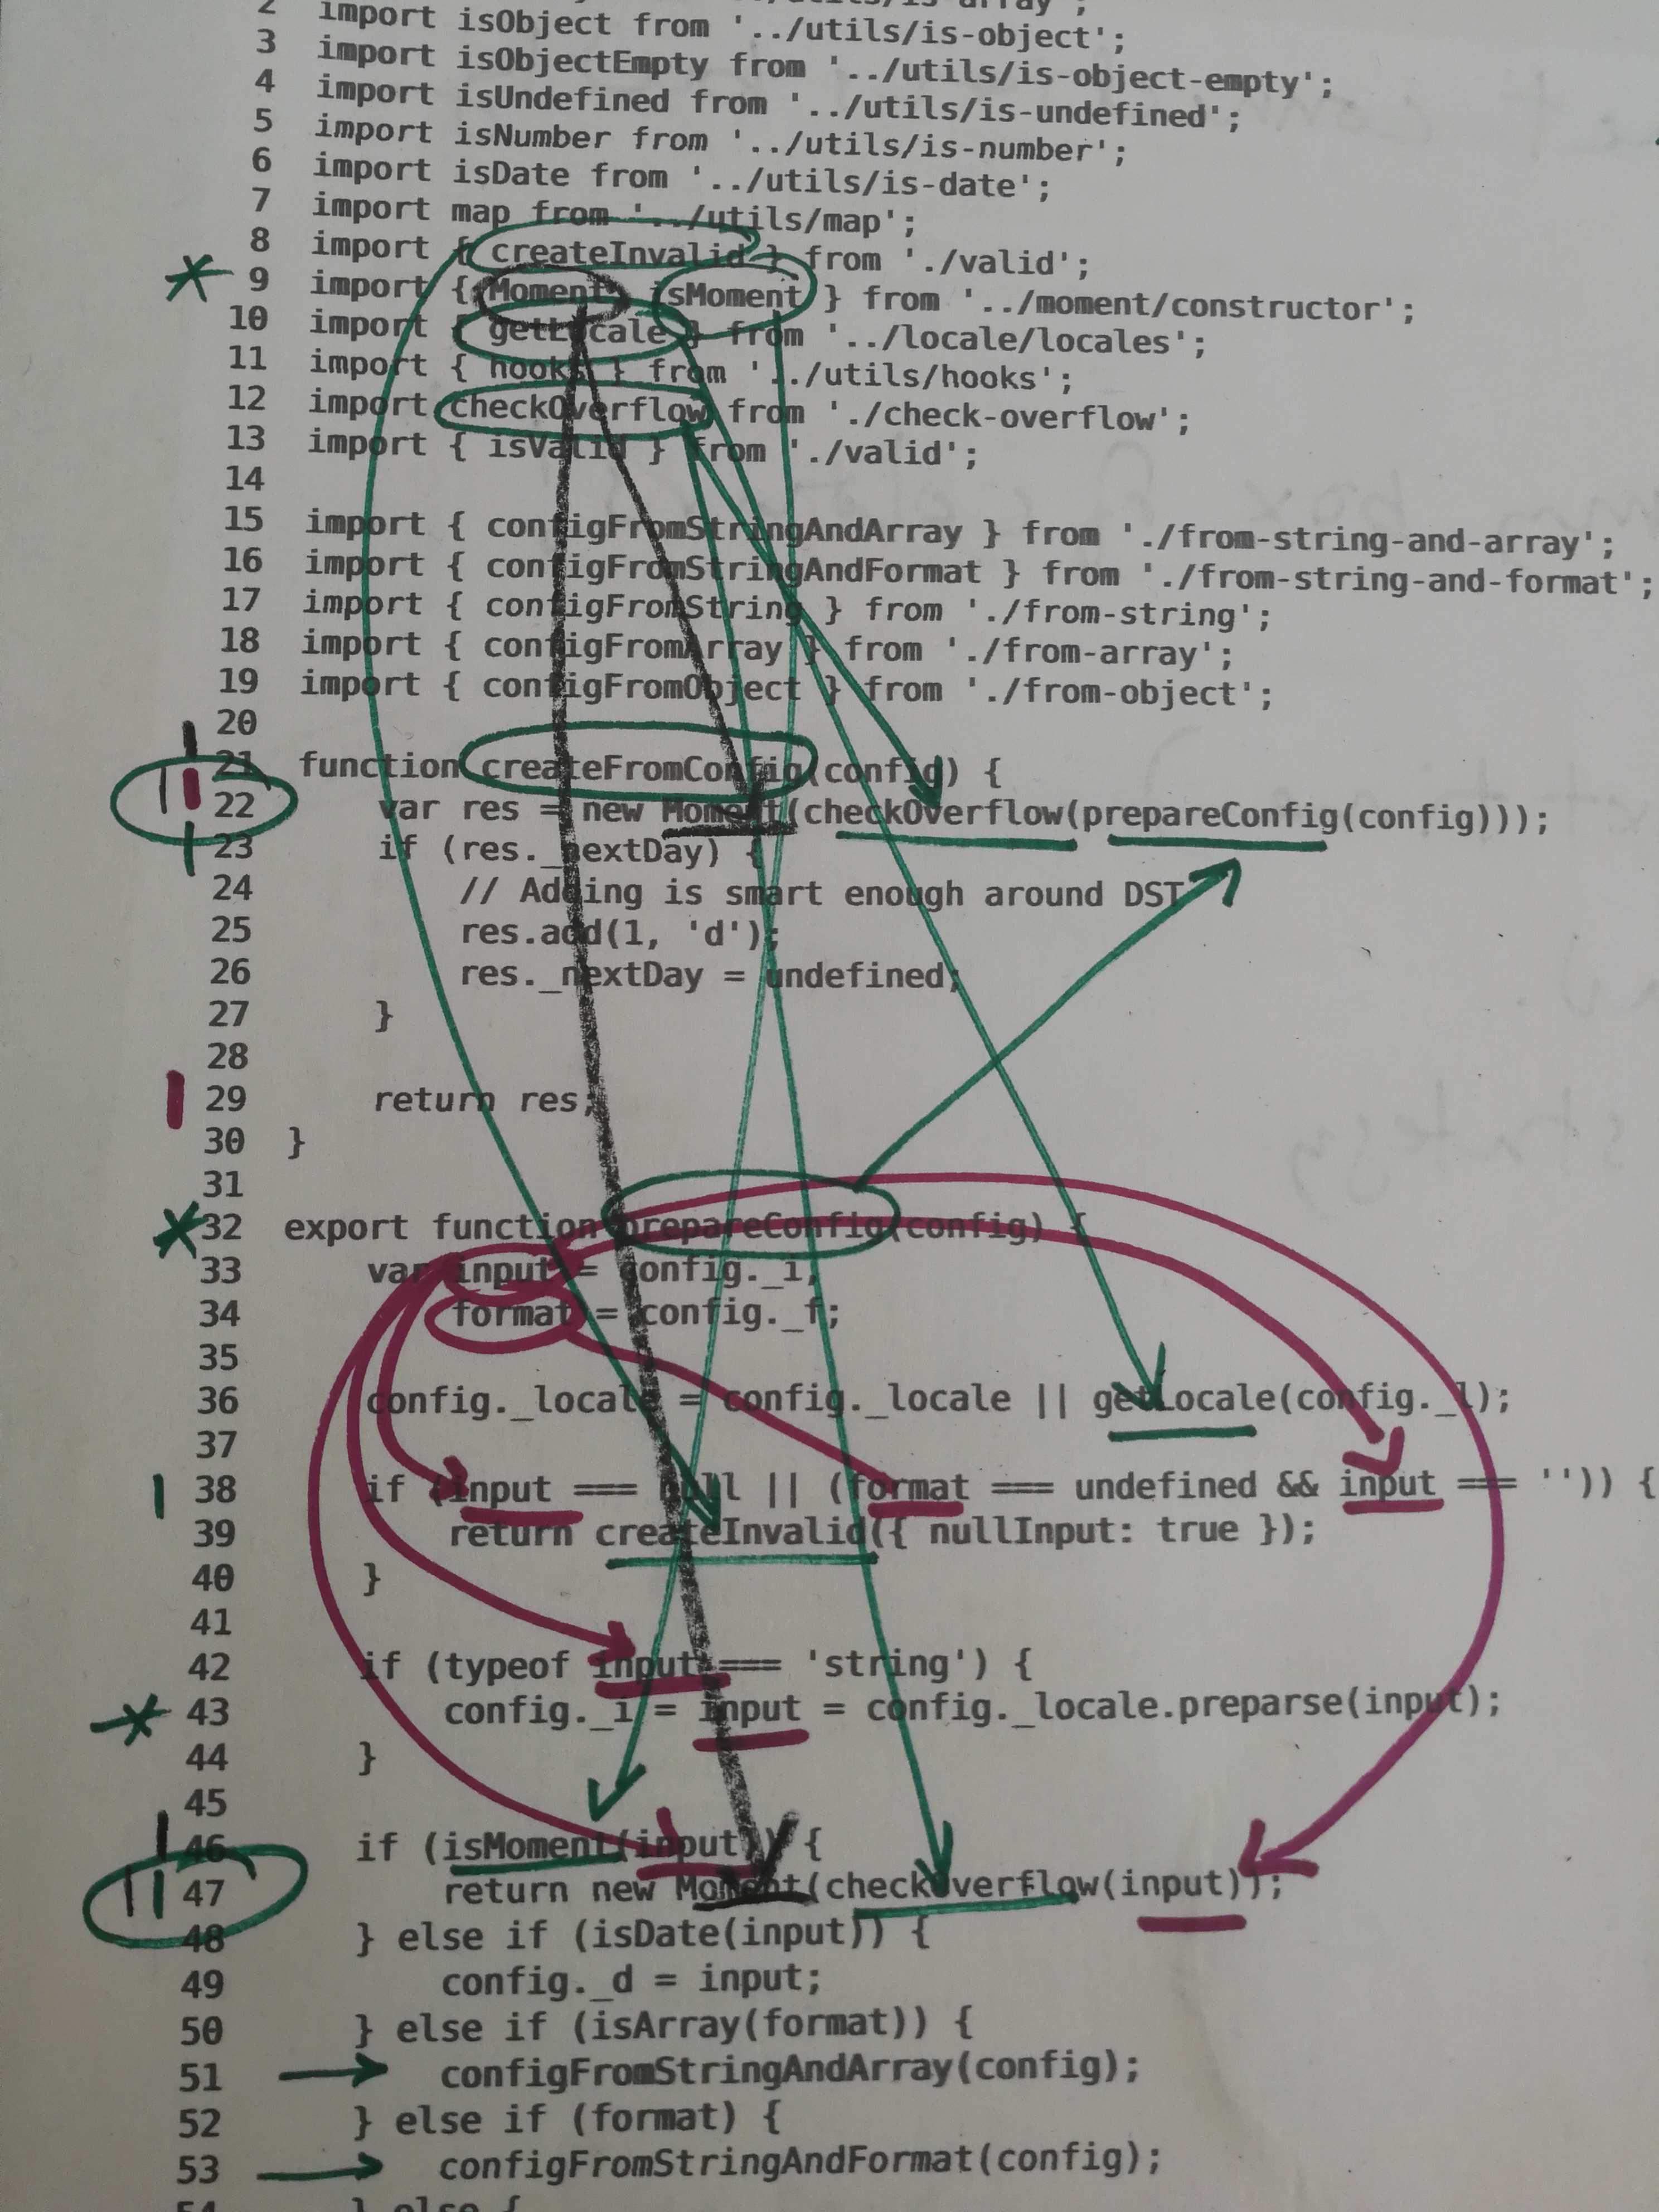 2 import isObject from '../utils/is-object';
3 import isObjectEmpty from '../utils/is-object-empty';
4 import isUndefined from '../utils/is-undefined';
5 import isNumber from '../utils/is-number';
6 import isDate from '../utils/is-date';
7 import map from '../utils/map';
8 import { createInvalid } from './valid';
9 import { Moment, isMoment } from '../moment/constructor';
10 import { getLocale } from '../locale/locales';
11 import { hooks } from '../utils/hooks';
12 import checkOverflow from './check-overflow';
13 import { isValid } from './valid';
14
15 import { configFromStringAndArray } from './from-string-and-array';
16 import { configFromStringAndFormat } from './from-string-and-format';
17 import { configFromString } from './from-string';
18 import { configFromArray } from './from-array';
19 import { configFromObject } from './from-object';
20
21 function createFromConfig(config) {
22 var res = new Moment(checkOverflow(prepareConfig(config)));
23 if (res._nextDay) {
24 // Adding is smart enough around DST
25 res.add(1, 'd');
26 res._nextDay = undefined;
27 }
28
29 return res;
30 }
31
32 export function prepareConfig(config) {
33 var input = config._i,
34 format = config._f;
35
36 config._locale = config._locale || getLocale(config._l);
37
38 if (input === null || (format === undefined && input === '')) {
39 return createInvalid({ nullInput: true });
40 }
41
42 if (typeof input === 'string') {
43 config._i = input = config._locale.preparse(input);
44 }
45
46 if (isMoment(input)) {
47 return new Moment(checkOverflow(input));
48 } else if (isDate(input)) {
49 config._d = input;
50 } else if (isArray(format)) {
51 configFromStringAndArray(config);
52 } else if (format) {
53 configFromStringAndFormat(config);
54 } else {